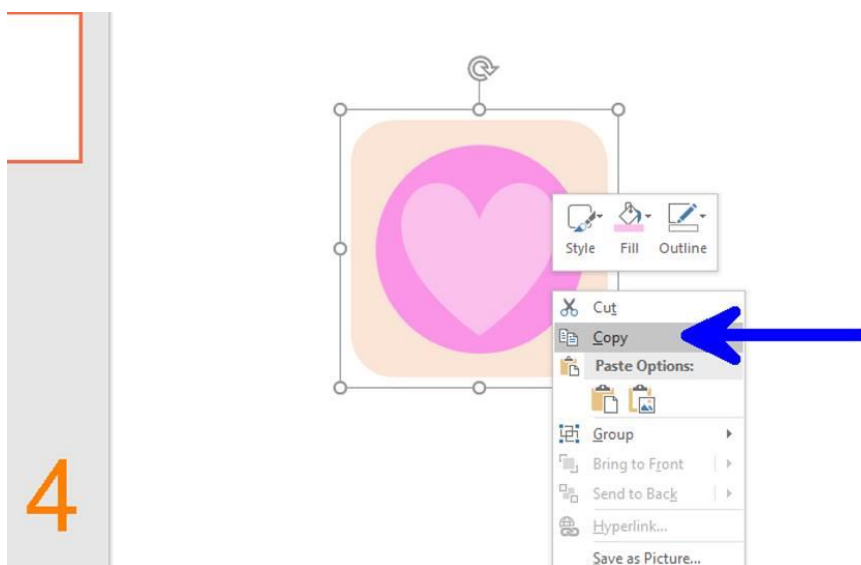 Style Fill Outline
Cut
Copy
Paste Options:
Group
Bring to Front
Send to Back
Hyperlink...
Save as Picture...
4